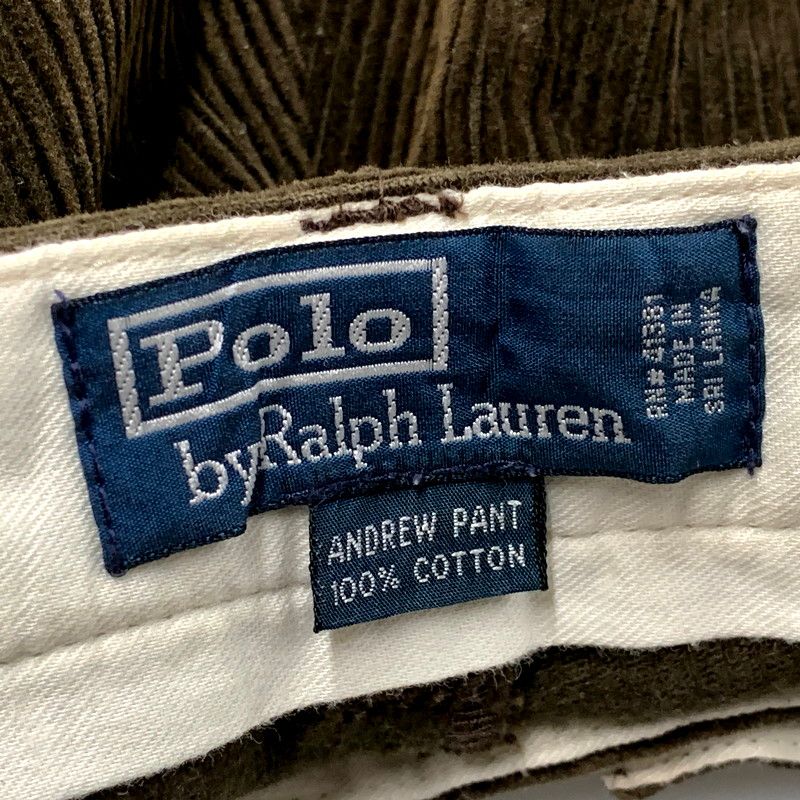 Polo
by Ralph Lauren
RN# 41381
MADE IN
SRI LANKA
ANDREW PANT
100% COTTON